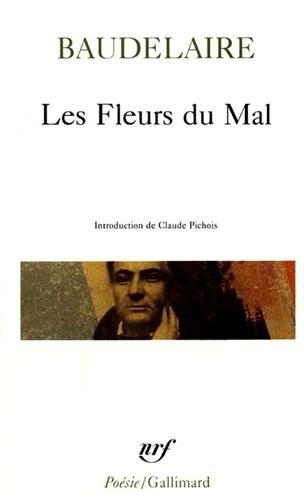 BAUDELAIRE
Les Fleurs du Mal
Introduction de Claude Pichois
nrf
Poésie/Gallimard